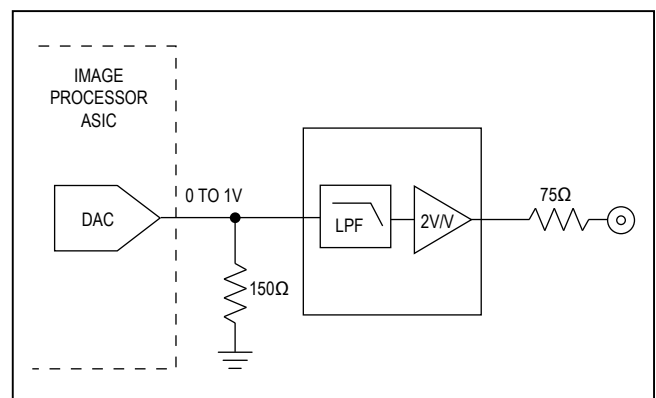 IMAGE
PROCESSOR
ASIC
DAC
0 TO 1V
150Ω
LPF
2V/V
75Ω